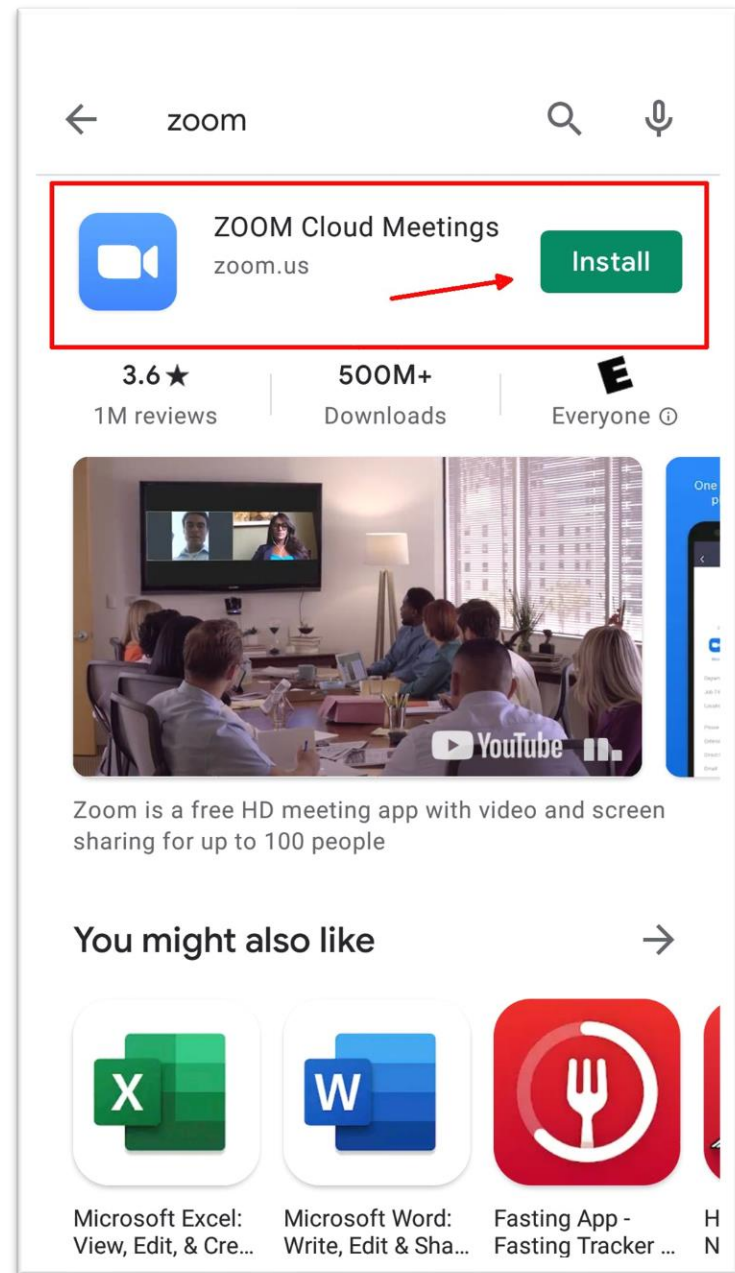 zoom
ZOOM Cloud Meetings
zoom.us
Install
3.6★
500M+
E
1M reviews
Downloads
Everyone
YouTube
One
Zoom is a free HD meeting app with video and screen
sharing for up to 100 people
You might also like
X
W
Microsoft Excel:
View, Edit, & Cre...
Microsoft Word:
Write, Edit & Sha...
Fasting App -
Fasting Tracker ...
H
N